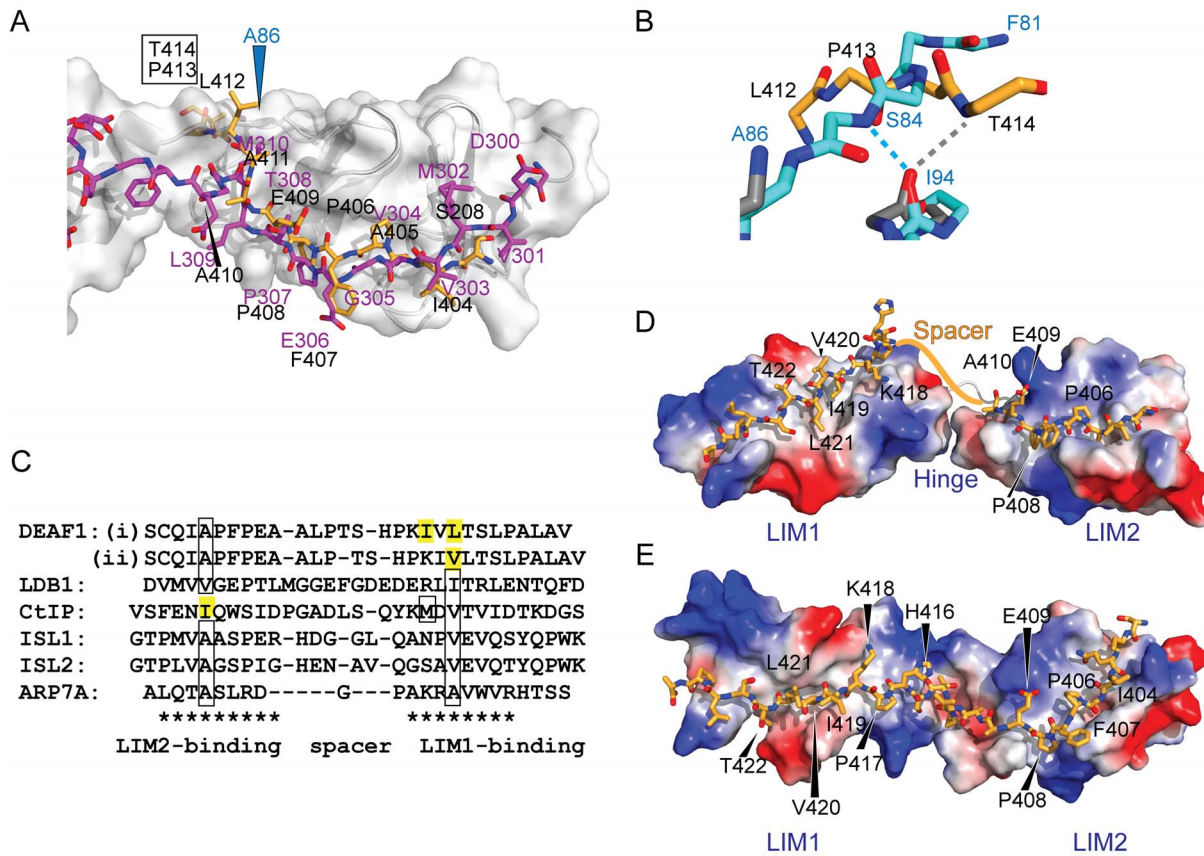 A
T414
P413
A86
L412
M310
A411
T308
E409
P406
D300
M302
S208
V304
A405
V301
L309
A410
P307
P408
G305
V303
I404
E306
F407
B
F81
P413
L412
S84
T414
A86
I94
C
DEAF1: (i) SCQIAPFPEA-ALPTS-HPKIVLTSLPALAV
(ii) SCQIAPFPEA-ALP-TS-HPKIVLTSLPALAV
LDB1: DVMVVGEPTLMGGEFGDEDERLITRLENTQFD
CtIP: VSFENIQWSIDPGADLS-QYKMDVTVIDTKDGS
ISL1: GTPMVAASPER-HDG-GL-QANPVEVQSYQPWK
ISL2: GTPLVAGSPIG-HEN-AV-QGSAVEVQTYQPWK
ARP7A: ALQTASLRD-----G---PAKRAVWVRHTSS
********* ********
LIM2-binding spacer LIM1-binding
D
V420
Spacer
E409
A410
T422
I419
K418
P406
L421
Hinge
P408
LIM1
LIM2
E
K418
H416
E409
L421
P406
I404
I419
F407
T422
P417
P408
V420
LIM1
LIM2